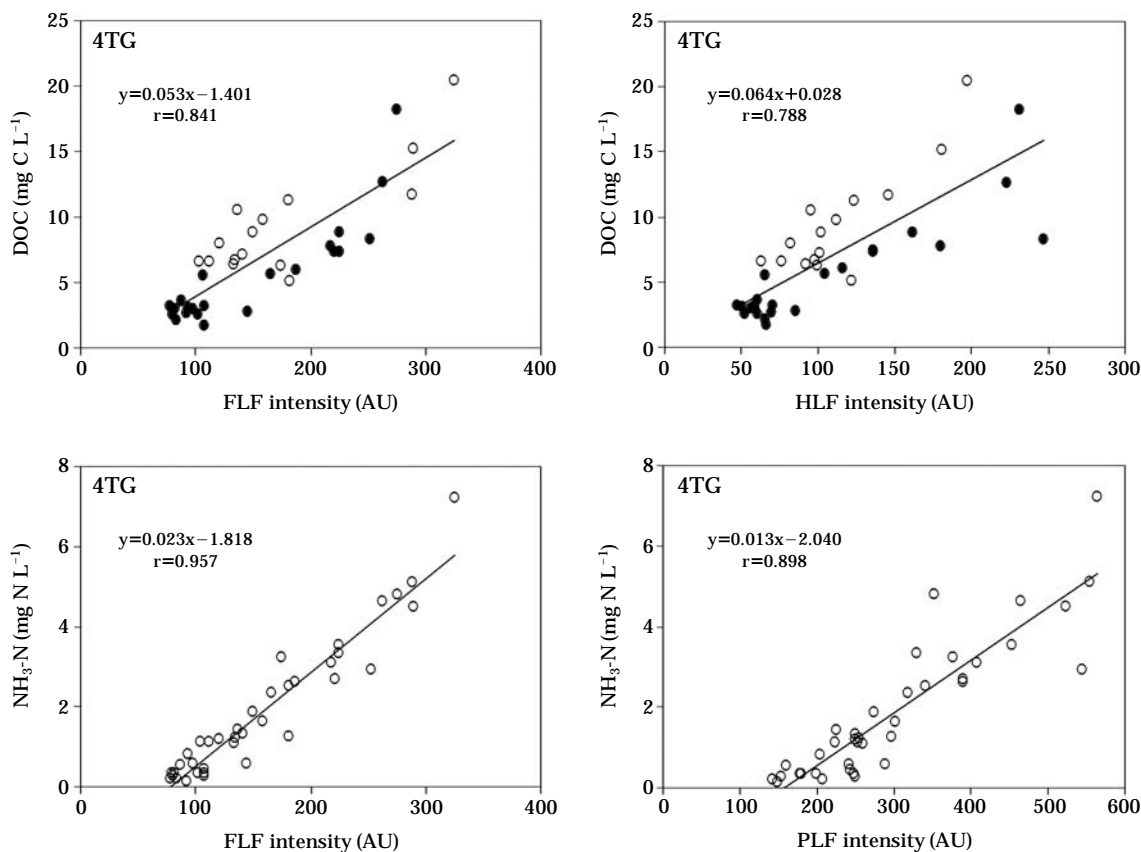 25
20
15
10
5
0
DOC (mg C L⁻¹)
4TG
y=0.053x−1.401
r=0.841
0 100 200 300 400
FLF intensity (AU)
25
20
15
10
5
0
DOC (mg C L⁻¹)
4TG
y=0.064x+0.028
r=0.788
0 50 100 150 200 250 300
HLF intensity (AU)
8
6
4
2
0
NH₃-N (mg N L⁻¹)
4TG
y=0.023x−1.818
r=0.957
0 100 200 300 400
FLF intensity (AU)
8
6
4
2
0
NH₃-N (mg N L⁻¹)
4TG
y=0.013x−2.040
r=0.898
0 100 200 300 400 500 600
PLF intensity (AU)